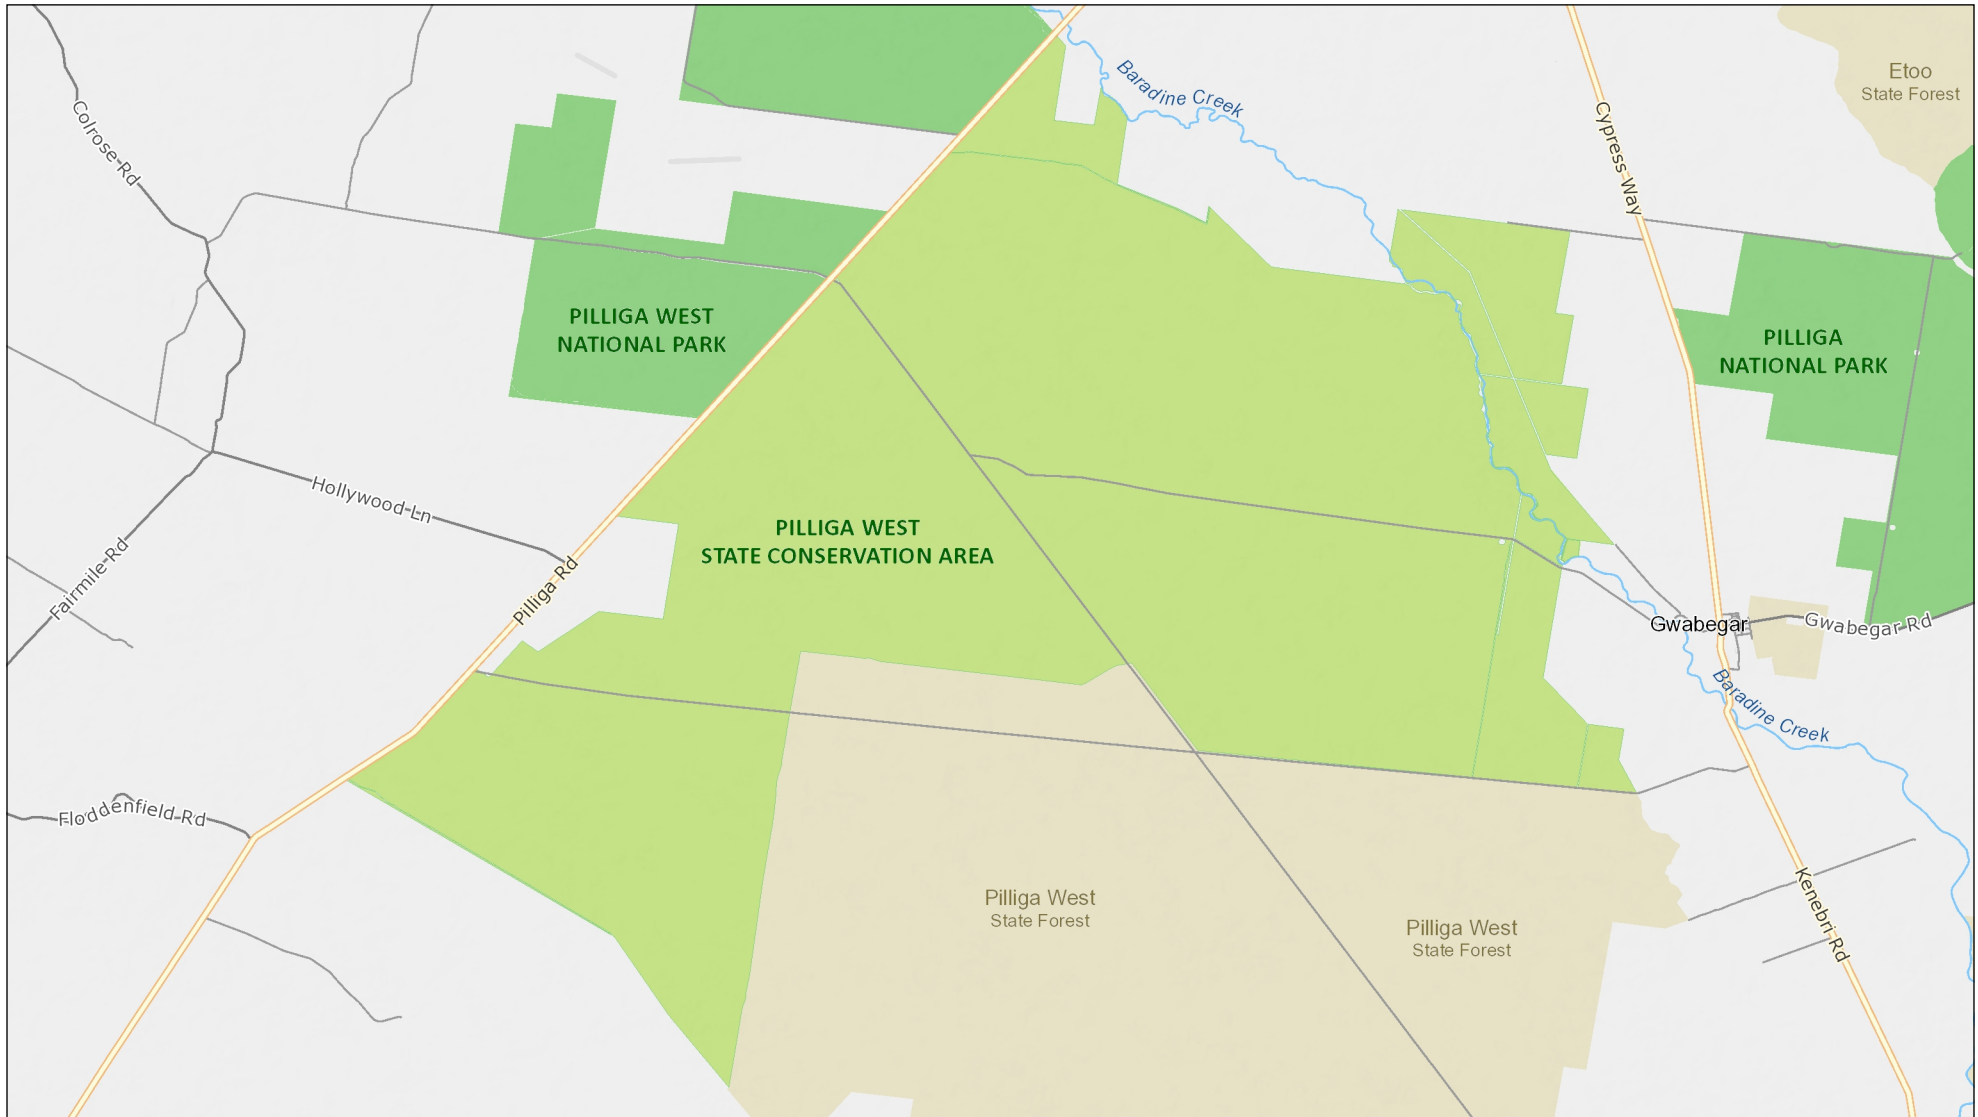 Etoo
State Forest
Baradine Creek
Colrose Rd
Cypress Way
PILLIGA WEST
NATIONAL PARK
PILLIGA
NATIONAL PARK
Hollywood Ln
PILLIGA WEST
STATE CONSERVATION AREA
Fairmile Rd
Pilliga Rd
Gwabegar
Gwabegar Rd
Baradine Creek
Floddenfield Rd
Pilliga West
State Forest
Pilliga West
State Forest
Kenebri Rd